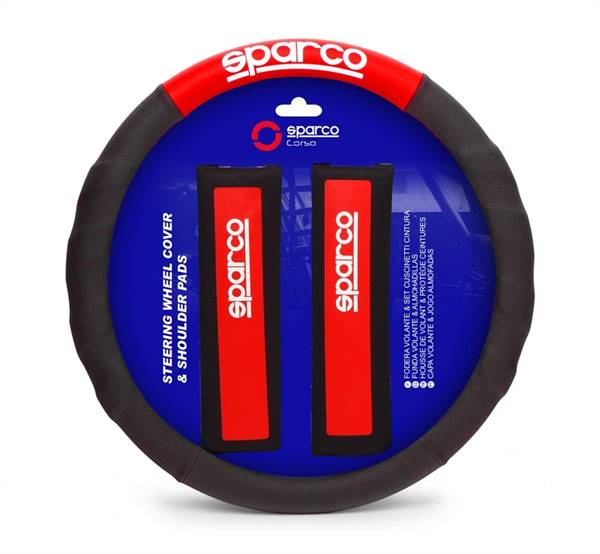 sparco
sparco
Corsa
STEERING WHEEL COVER
& SHOULDER PADS
sparco
sparco
FODERA VOLANTE & SET CUSCINETTI CINTURA
FUNDA VOLANTE & ALMOHADILLAS
HOUSSE DE VOLANT & PROTÈGE CEINTURES
CAPA VOLANTE & JOGO ALMOFADAS